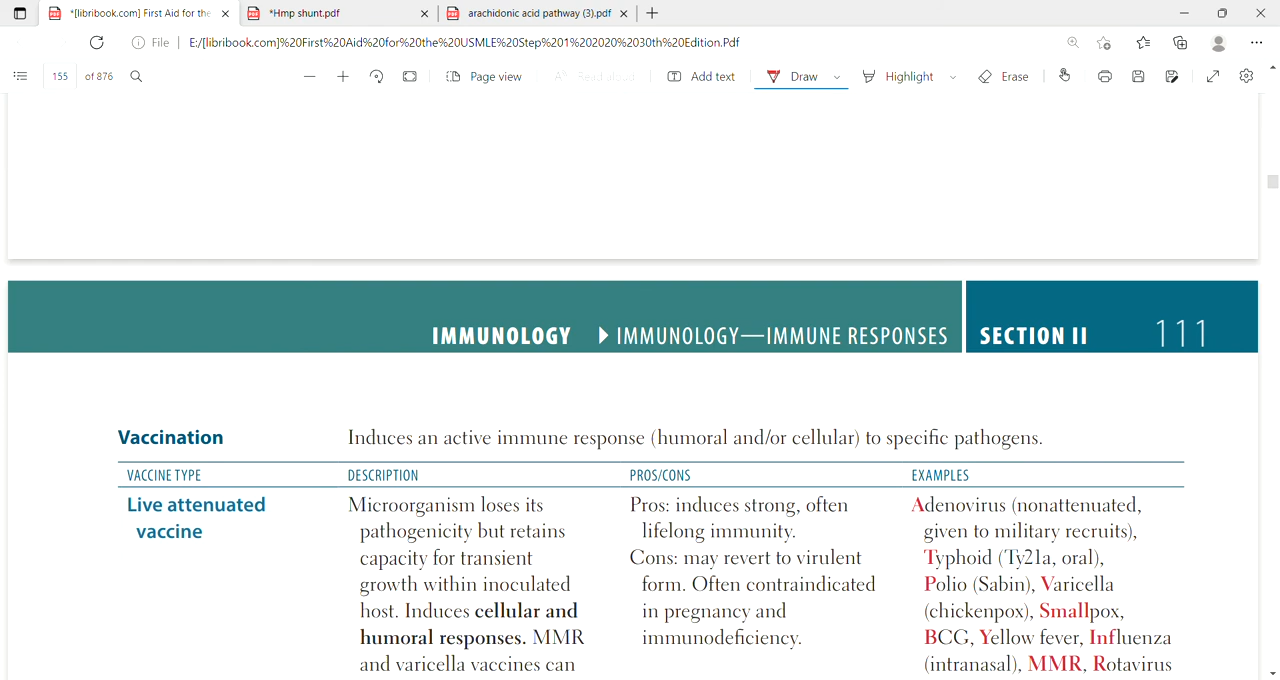 *[libribook.com] First Aid for the
*Hmp shunt.pdf
arachidonic acid pathway (3).pdf
File
E:/[libribook.com]%20First%20Aid%20for%20the%20USMLE%20Step%201%202020%2030th%20Edition.Pdf
155 of 876
Page view
Read aloud
Add text
Draw
Highlight
Erase
IMMUNOLOGY ▶ IMMUNOLOGY—IMMUNE RESPONSES SECTION II 111
Vaccination Induces an active immune response (humoral and/or cellular) to specific pathogens.
VACCINE TYPE DESCRIPTION PROS/CONS EXAMPLES
Live attenuated
vaccine
Microorganism loses its
pathogenicity but retains
capacity for transient
growth within inoculated
host. Induces cellular and
humoral responses. MMR
and varicella vaccines can
Pros: induces strong, often
lifelong immunity.
Cons: may revert to virulent
form. Often contraindicated
in pregnancy and
immunodeficiency.
Adenovirus (nonattenuated,
given to military recruits),
Typhoid (Ty21a, oral),
Polio (Sabin), Varicella
(chickenpox), Smallpox,
BCG, Yellow fever, Influenza
(intranasal), MMR, Rotavirus